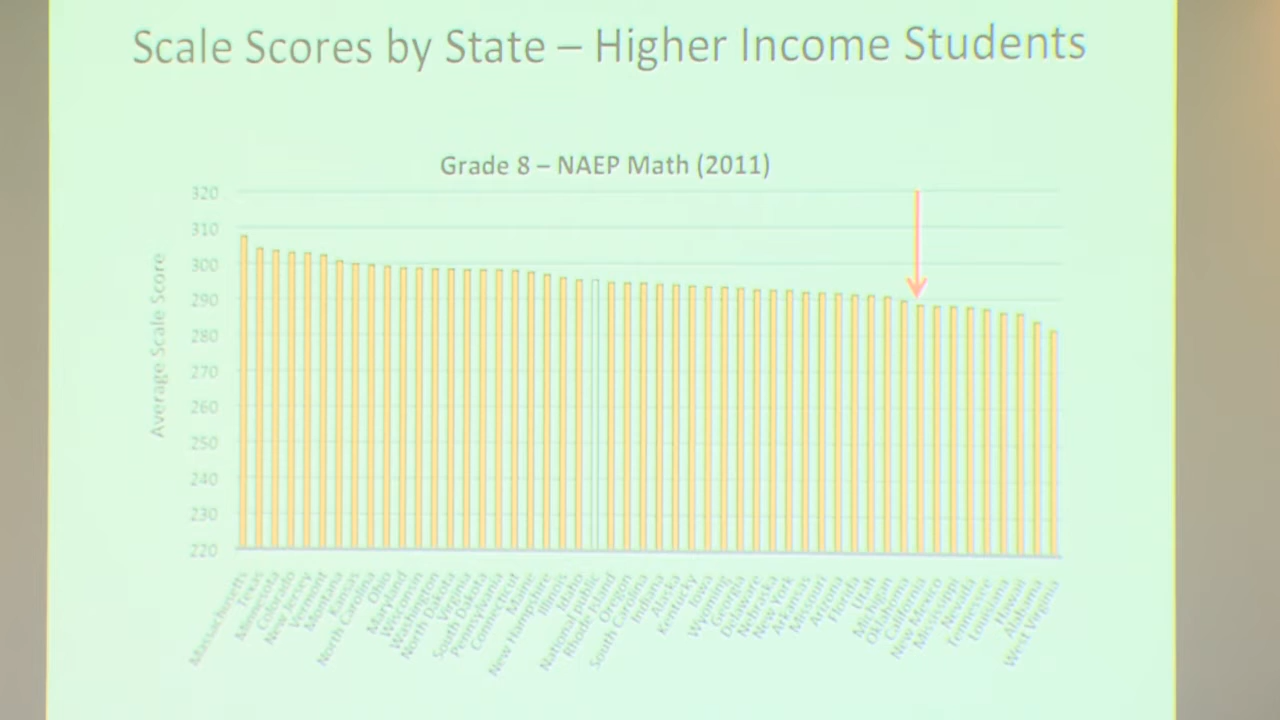 Scale Scores by State – Higher Income Students
Grade 8 – NAEP Math (2011)
Average Scale Score
320
310
300
290
280
270
260
250
240
230
220
Massachusetts
Texas
Minnesota
Colorado
New Jersey
Vermont
Montana
Kansas
North Carolina
Ohio
Maryland
Wisconsin
Washington
North Dakota
Virginia
South Dakota
Pennsylvania
Connecticut
Maine
New Hampshire
Illinois
Idaho
National public
Rhode Island
Oregon
South Carolina
Indiana
Alaska
Kentucky
Iowa
Wyoming
Georgia
Delaware
Nebraska
New York
Arkansas
Missouri
Arizona
Florida
Utah
Michigan
Oklahoma
California
New Mexico
Mississippi
Nevada
Tennessee
Louisiana
Hawaii
Alabama
West Virginia